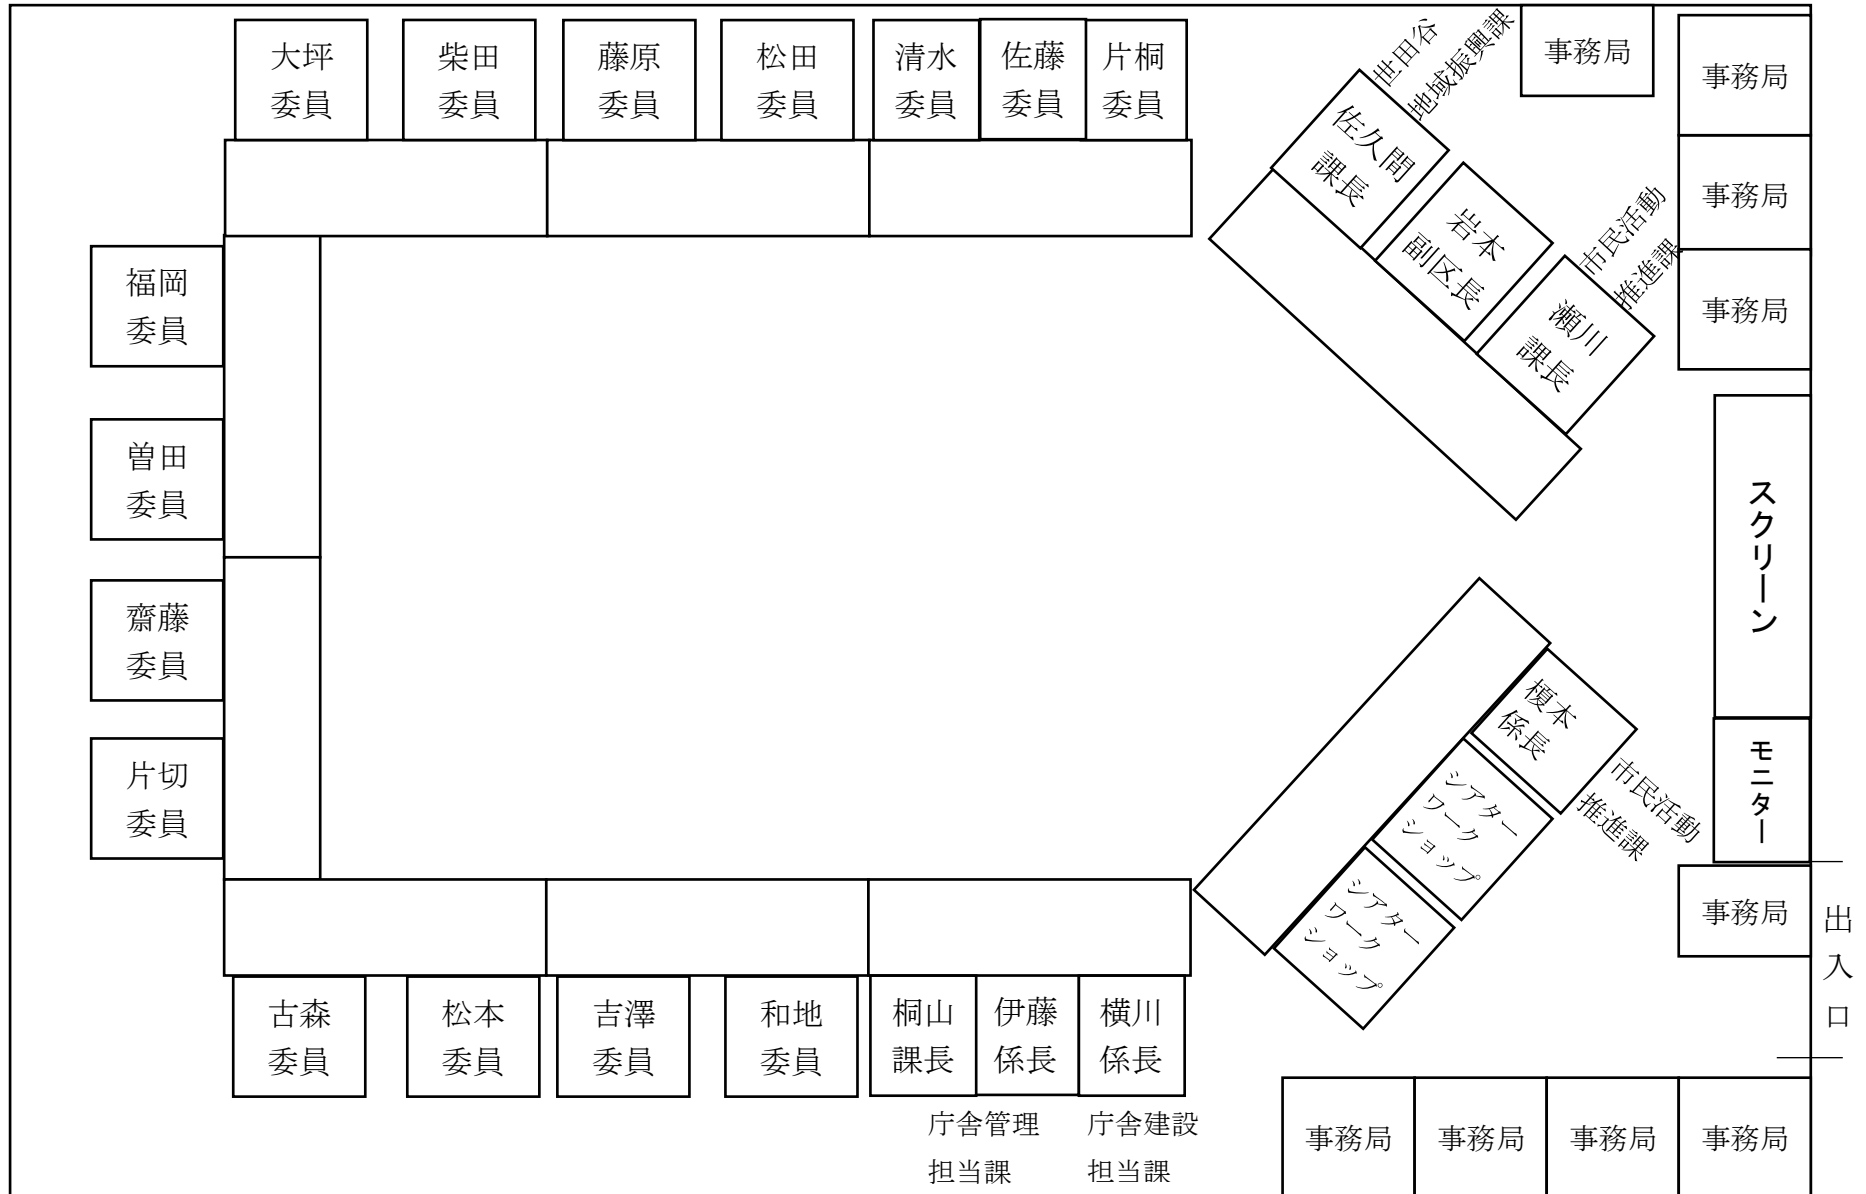 大坪
委員
柴田
委員
藤原
委員
松田
委員
清水
委員
佐藤
委員
片桐
委員
世田谷
地域振興課
佐久間
課長
岩本
副区長
市民活動
推進課
瀬川
課長
事務局
事務局
事務局
事務局
福岡
委員
曽田
委員
齋藤
委員
片切
委員
スクリーン
モニター
榎本
係長
市民活動
推進課
シアター
ワーク
ショップ
シアター
ワーク
ショップ
事務局
出入口
古森
委員
松本
委員
吉澤
委員
和地
委員
桐山
課長
伊藤
係長
横川
係長
庁舎管理
担当課
庁舎建設
担当課
事務局
事務局
事務局
事務局